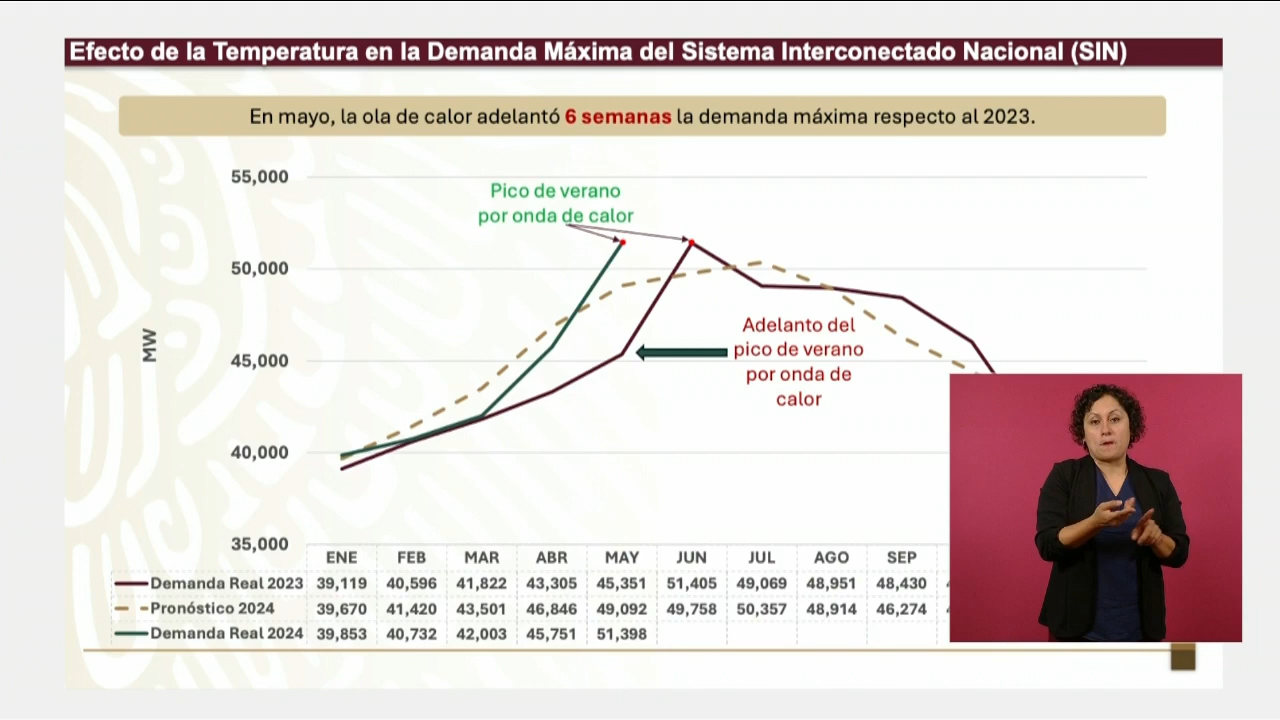 Efecto de la Temperatura en la Demanda Máxima del Sistema Interconectado Nacional (SIN)
En mayo, la ola de calor adelantó 6 semanas la demanda máxima respecto al 2023.
55,000
Pico de verano
por onda de calor
50,000
MW
Adelanto del
pico de verano
por onda de
calor
45,000
40,000
35,000
ENE FEB MAR ABR MAY JUN JUL AGO SEP
Demanda Real 2023 39,119 40,596 41,822 43,305 45,351 51,405 49,069 48,951 48,430
Pronóstico 2024 39,670 41,420 43,501 46,846 49,092 49,758 50,357 48,914 46,274
Demanda Real 2024 39,853 40,732 42,003 45,751 51,398